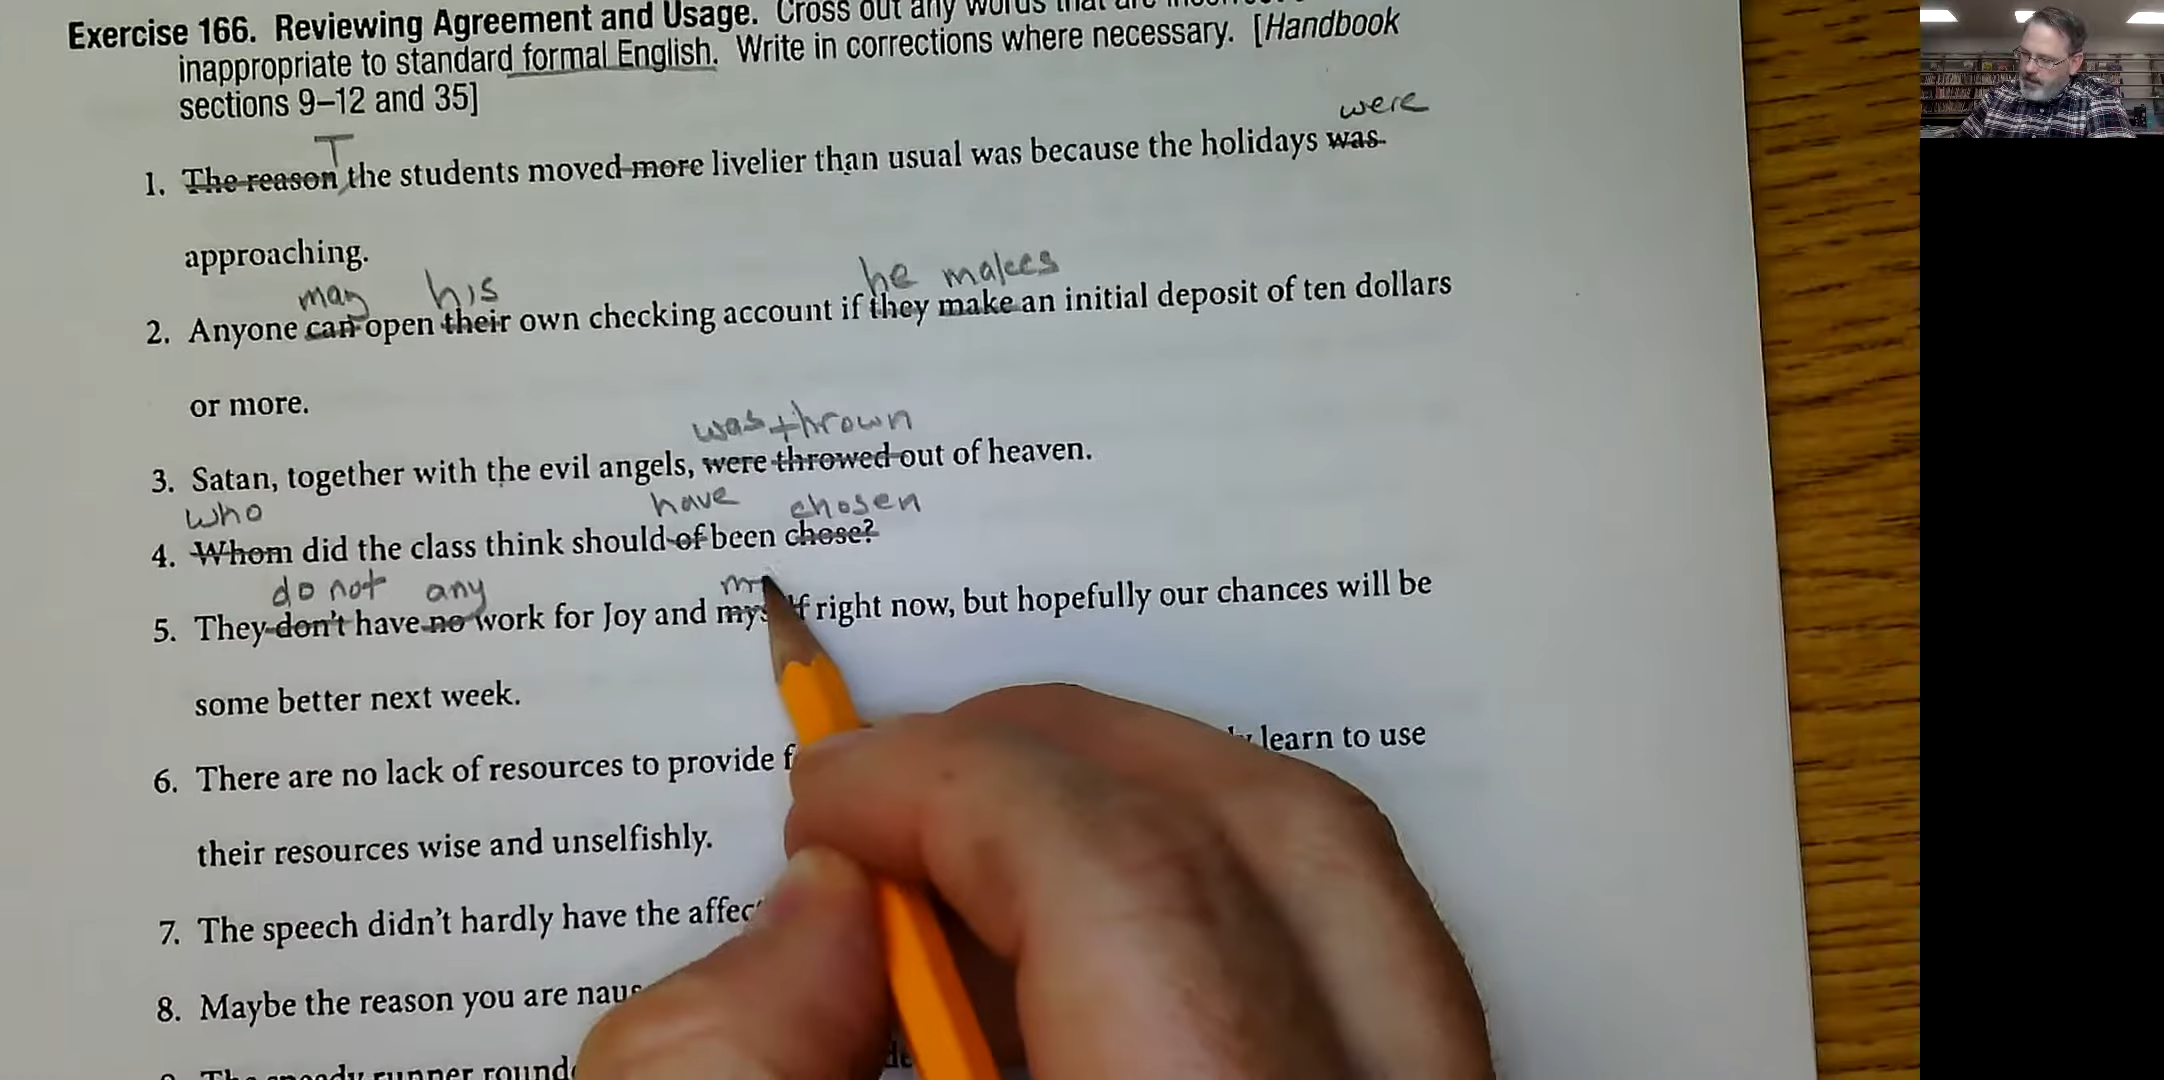 Exercise 166. Reviewing Agreement and Usage. Cross out any words that are
inappropriate to standard formal English. Write in corrections where necessary. [Handbook
sections 9–12 and 35]
T were
1. The reason the students moved more livelier than usual was because the holidays was
approaching.
may his he makes
2. Anyone can open their own checking account if they make an initial deposit of ten dollars
or more.
was thrown
3. Satan, together with the evil angels, were throwed out of heaven.
who have chosen
4. Whom did the class think should of been chose?
do not any
5. They don't have no work for Joy and right now, but hopefully our chances will be
some better next week.
6. There are no lack of resources to provide learn to use
their resources wise and unselfishly.
7. The speech didn't hardly have the
8. Maybe the reason you are
runner